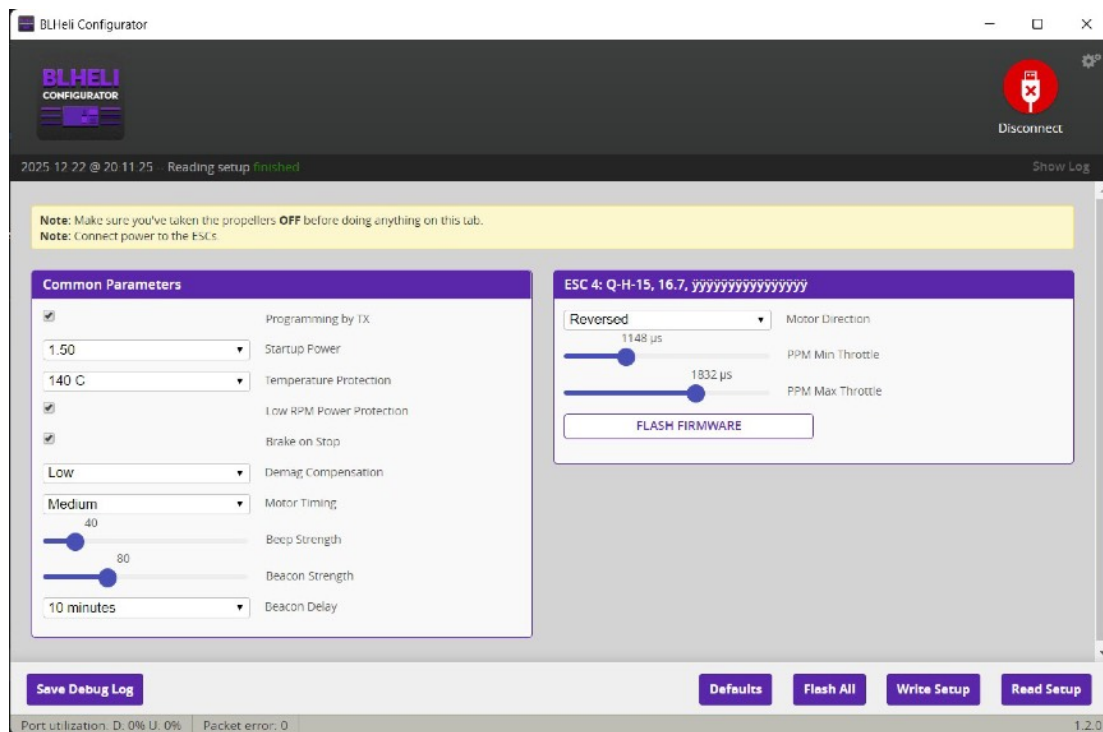 BLHeli Configurator
BLHELI
CONFIGURATOR
Disconnect
2025-12-22 @ 20:11:25 -- Reading setup finished
Show Log
Note: Make sure you've taken the propellers OFF before doing anything on this tab.
Note: Connect power to the ESCs
Common Parameters
Programming by TX
1.50 Startup Power
140 C Temperature Protection
Low RPM Power Protection
Brake on Stop
Low Demag Compensation
Medium Motor Timing
40
Beep Strength
80
Beacon Strength
10 minutes Beacon Delay
ESC 4: Q-H-15, 16.7, ÿÿÿÿÿÿÿÿÿÿÿÿÿÿÿÿ
Reversed Motor Direction
1148 µs
PPM Min Throttle
1832 µs
PPM Max Throttle
FLASH FIRMWARE
Save Debug Log
Defaults
Flash All
Write Setup
Read Setup
Port utilization: D: 0% U: 0% Packet error: 0
1.2.0